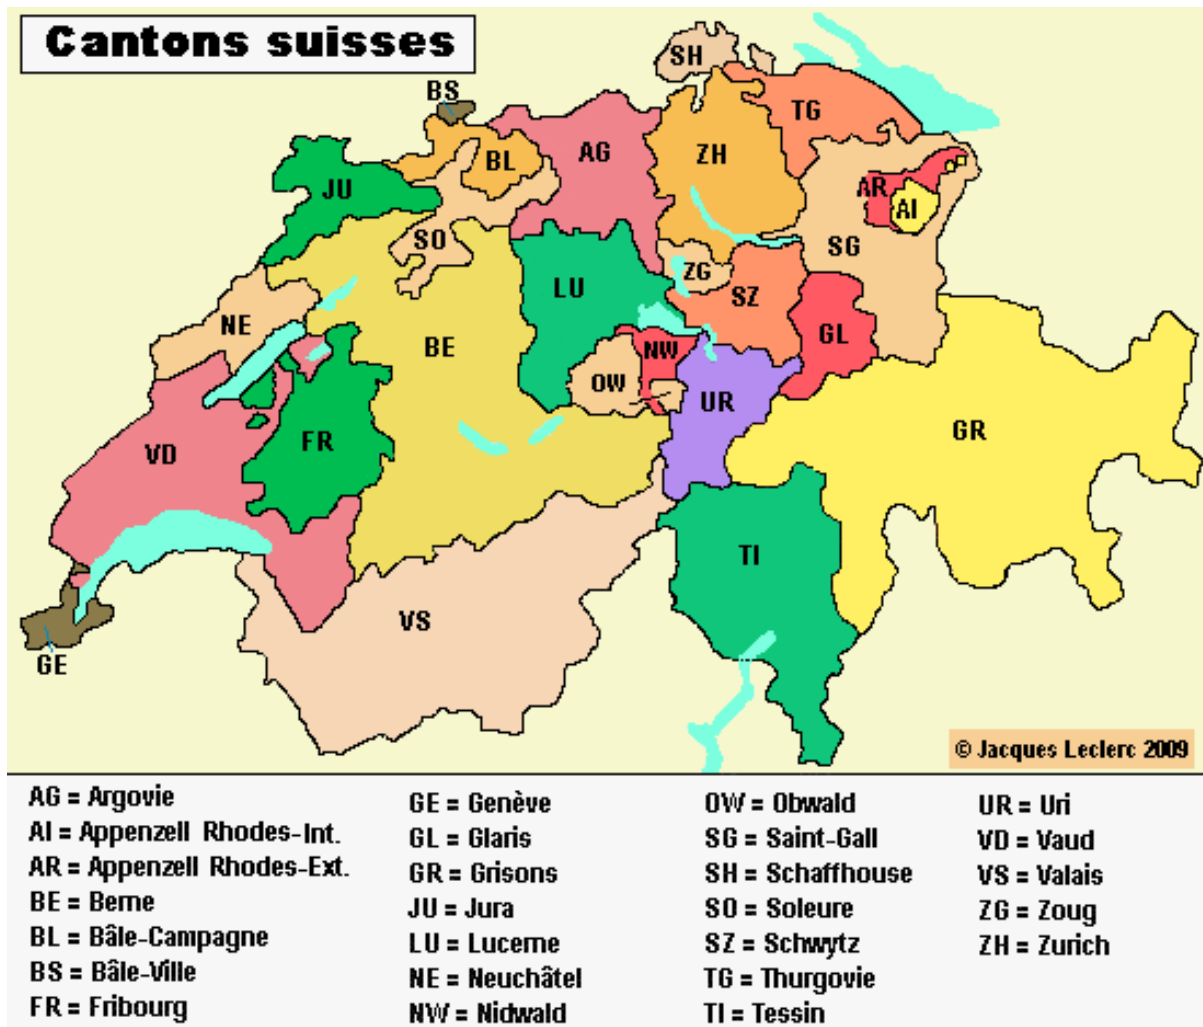 Cantons suisses
SH
BS
TG
BL
AG
ZH
JU
AR
AI
SO
SG
ZG
LU
SZ
NE
BE
GL
NW
OW
UR
GR
FR
VD
TI
VS
GE
© Jacques Leclerc 2009
AG = Argovie
AI = Appenzell Rhodes-Int.
AR = Appenzell Rhodes-Ext.
BE = Berne
BL = Bâle-Campagne
BS = Bâle-Ville
FR = Fribourg
GE = Genève
GL = Glaris
GR = Grisons
JU = Jura
LU = Lucerne
NE = Neuchâtel
NW = Nidwald
OW = Obwald
SG = Saint-Gall
SH = Schaffhouse
SO = Soleure
SZ = Schwytz
TG = Thurgovie
TI = Tessin
UR = Uri
VD = Vaud
VS = Valais
ZG = Zoug
ZH = Zurich